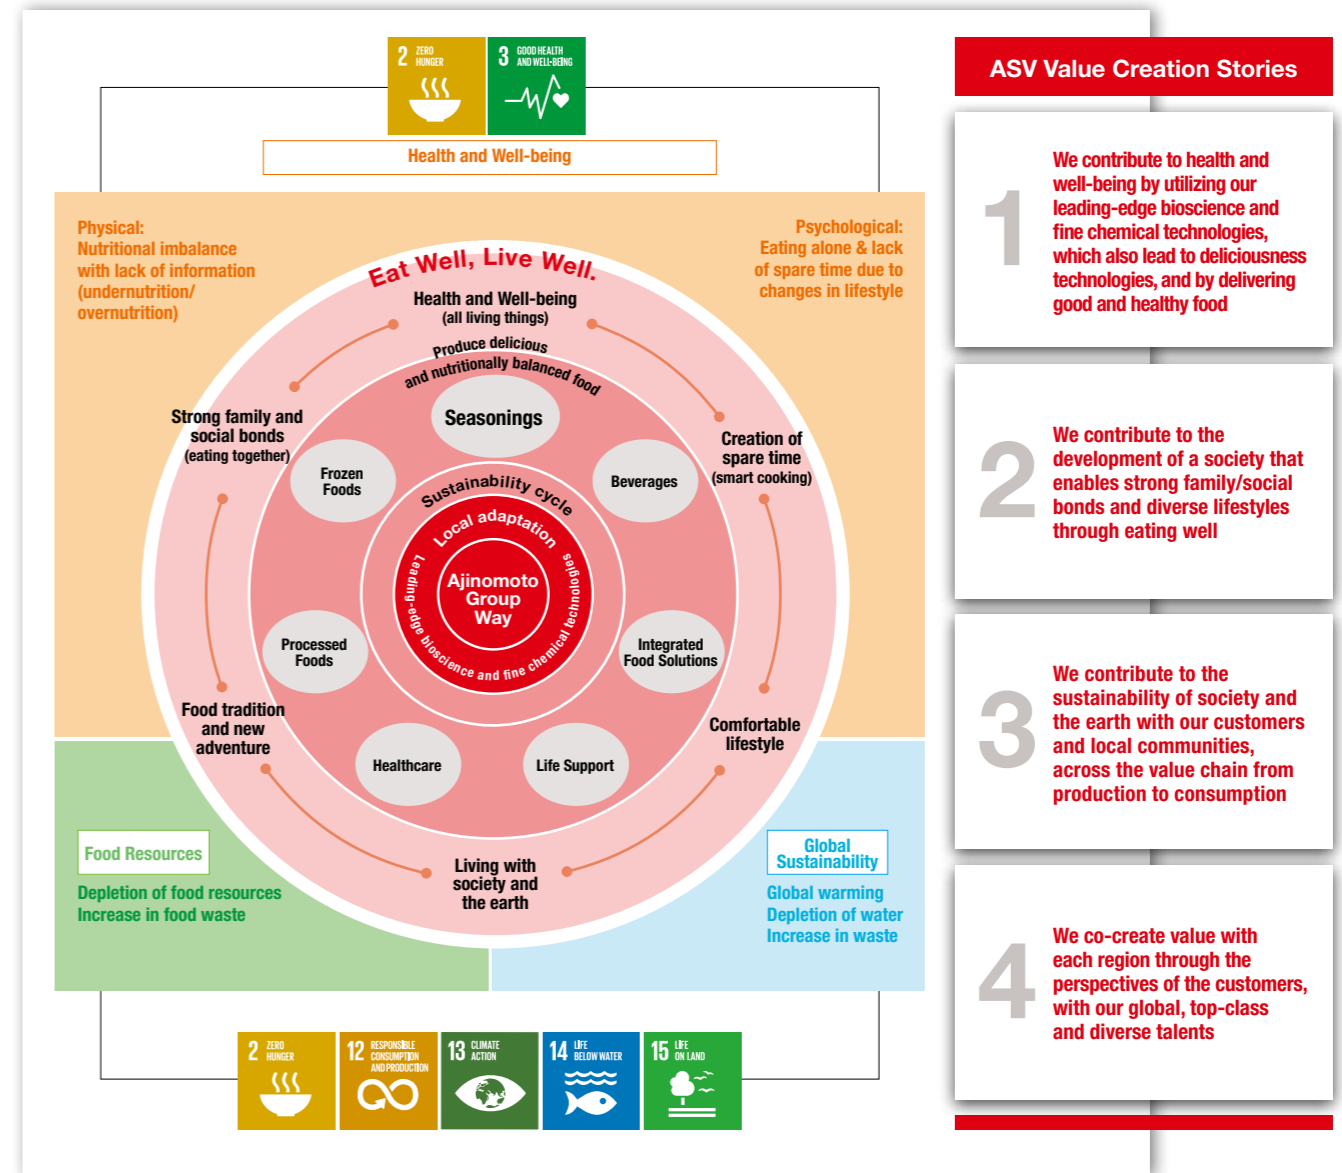 2 ZERO
HUNGER
3 GOOD HEALTH
AND WELL-BEING
Health and Well-being
Physical:
Nutritional imbalance
with lack of information
(undernutrition/
overnutrition)
Psychological:
Eating alone & lack
of spare time due to
changes in lifestyle
Eat Well, Live Well.
Health and Well-being
(all living things)
Produce delicious
and nutritionally balanced food
Strong family and
social bonds
(eating together)
Creation of
spare time
(smart cooking)
Seasonings
Frozen
Foods
Beverages
Sustainability cycle
Local adaptation
Leading-edge bioscience and fine chemical technologies
Ajinomoto
Group
Way
Processed
Foods
Integrated
Food Solutions
Food tradition
and new
adventure
Comfortable
lifestyle
Healthcare
Life Support
Living with
society and
the earth
Food Resources
Depletion of food resources
Increase in food waste
Global
Sustainability
Global warming
Depletion of water
Increase in waste
2 ZERO
HUNGER
12 RESPONSIBLE
CONSUMPTION
AND PRODUCTION
13 CLIMATE
ACTION
14 LIFE
BELOW WATER
15 LIFE
ON LAND
ASV Value Creation Stories
1
We contribute to health and
well-being by utilizing our
leading-edge bioscience and
fine chemical technologies,
which also lead to deliciousness
technologies, and by delivering
good and healthy food
2
We contribute to the
development of a society that
enables strong family/social
bonds and diverse lifestyles
through eating well
3
We contribute to the
sustainability of society and
the earth with our customers
and local communities,
across the value chain from
production to consumption
4
We co-create value with
each region through the
perspectives of the customers,
with our global, top-class
and diverse talents